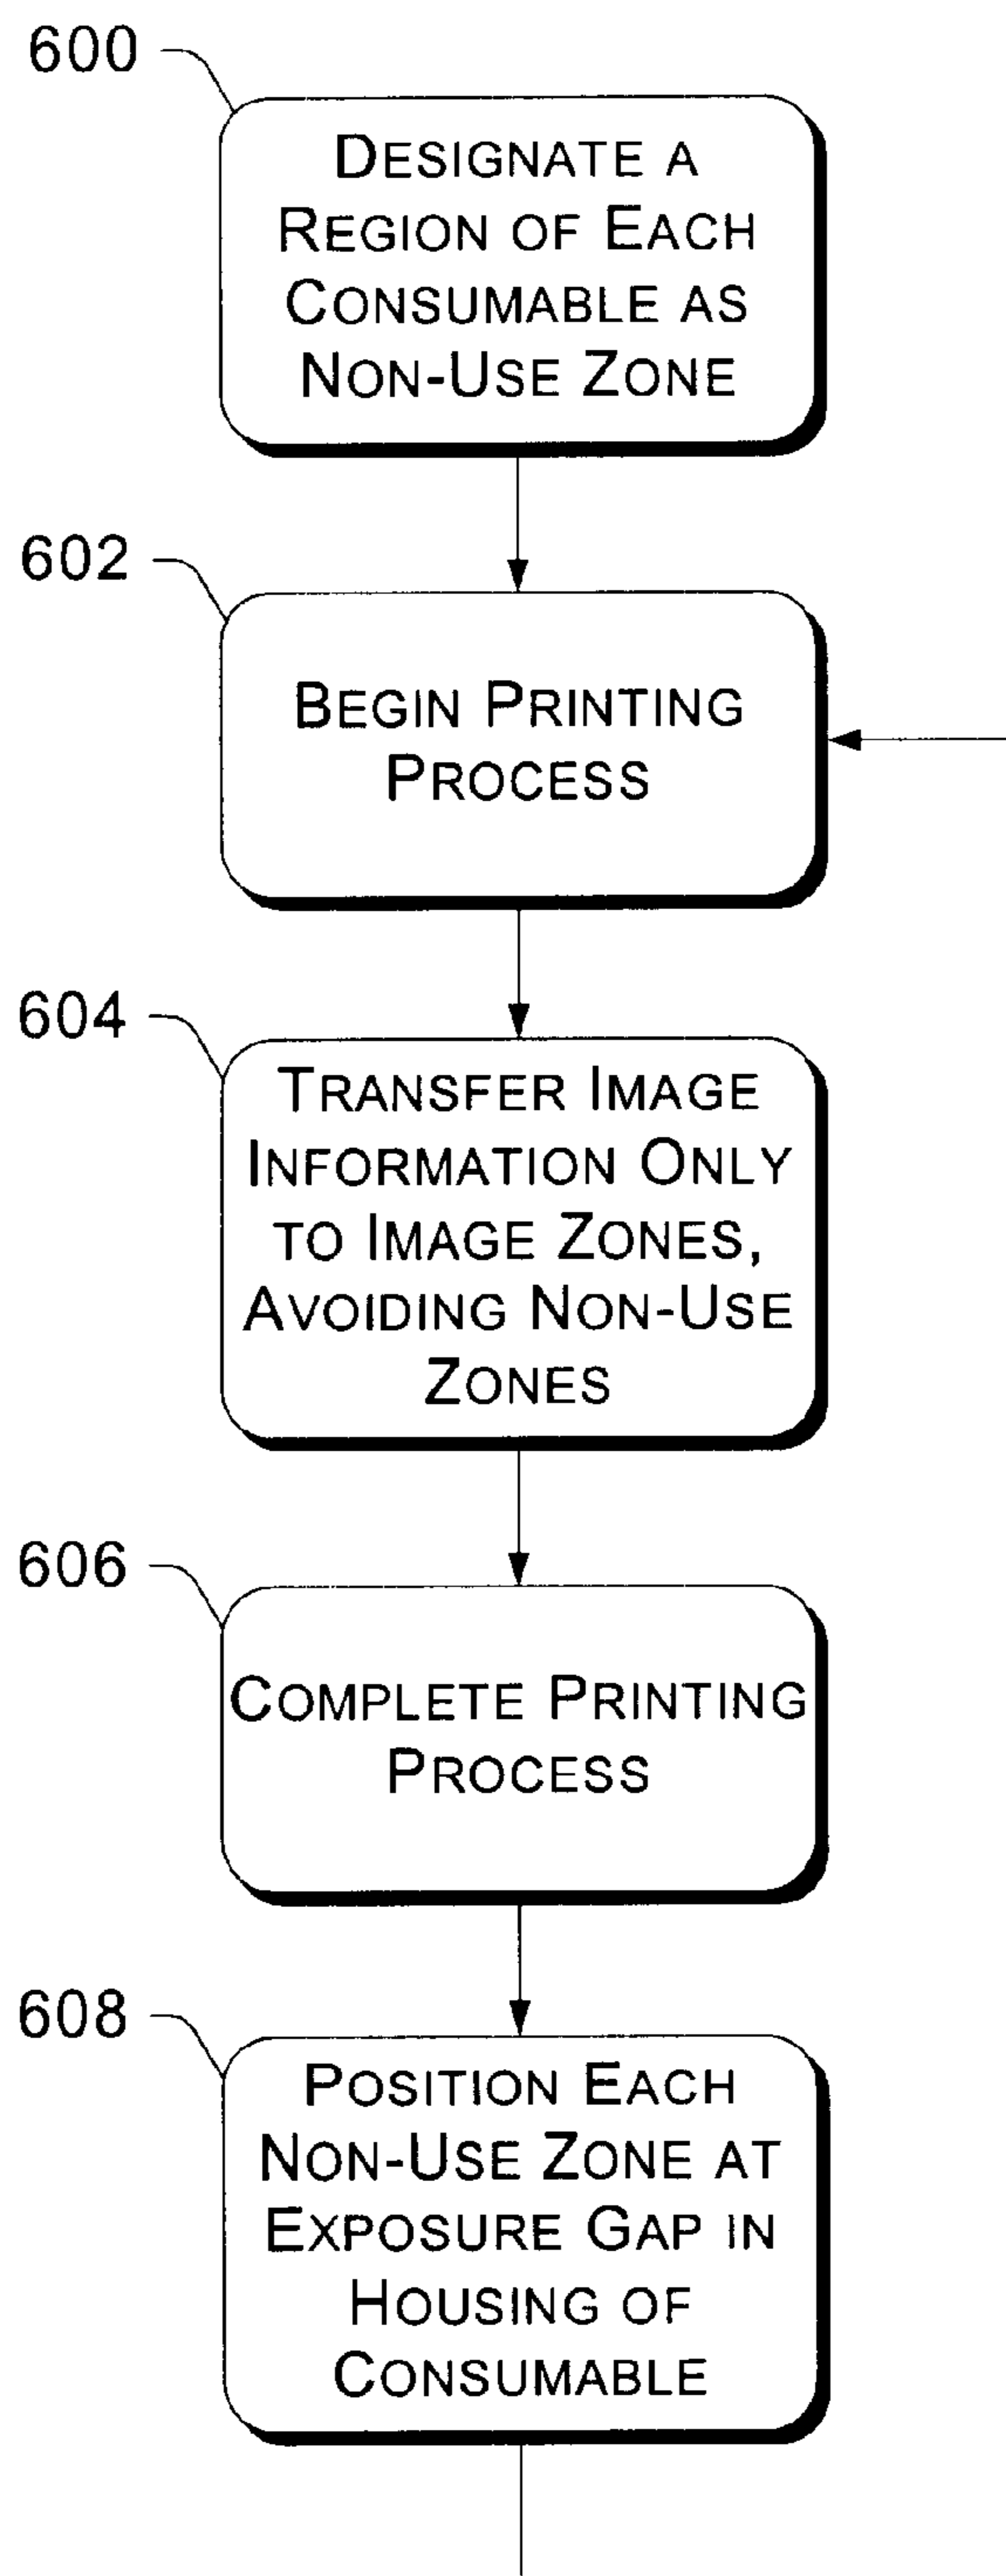 600
DESIGNATE A
REGION OF EACH
CONSUMABLE AS
NON-USE ZONE
602
BEGIN PRINTING
PROCESS
604
TRANSFER IMAGE
INFORMATION ONLY
TO IMAGE ZONES,
AVOIDING NON-USE
ZONES
606
COMPLETE PRINTING
PROCESS
608
POSITION EACH
NON-USE ZONE AT
EXPOSURE GAP IN
HOUSING OF
CONSUMABLE